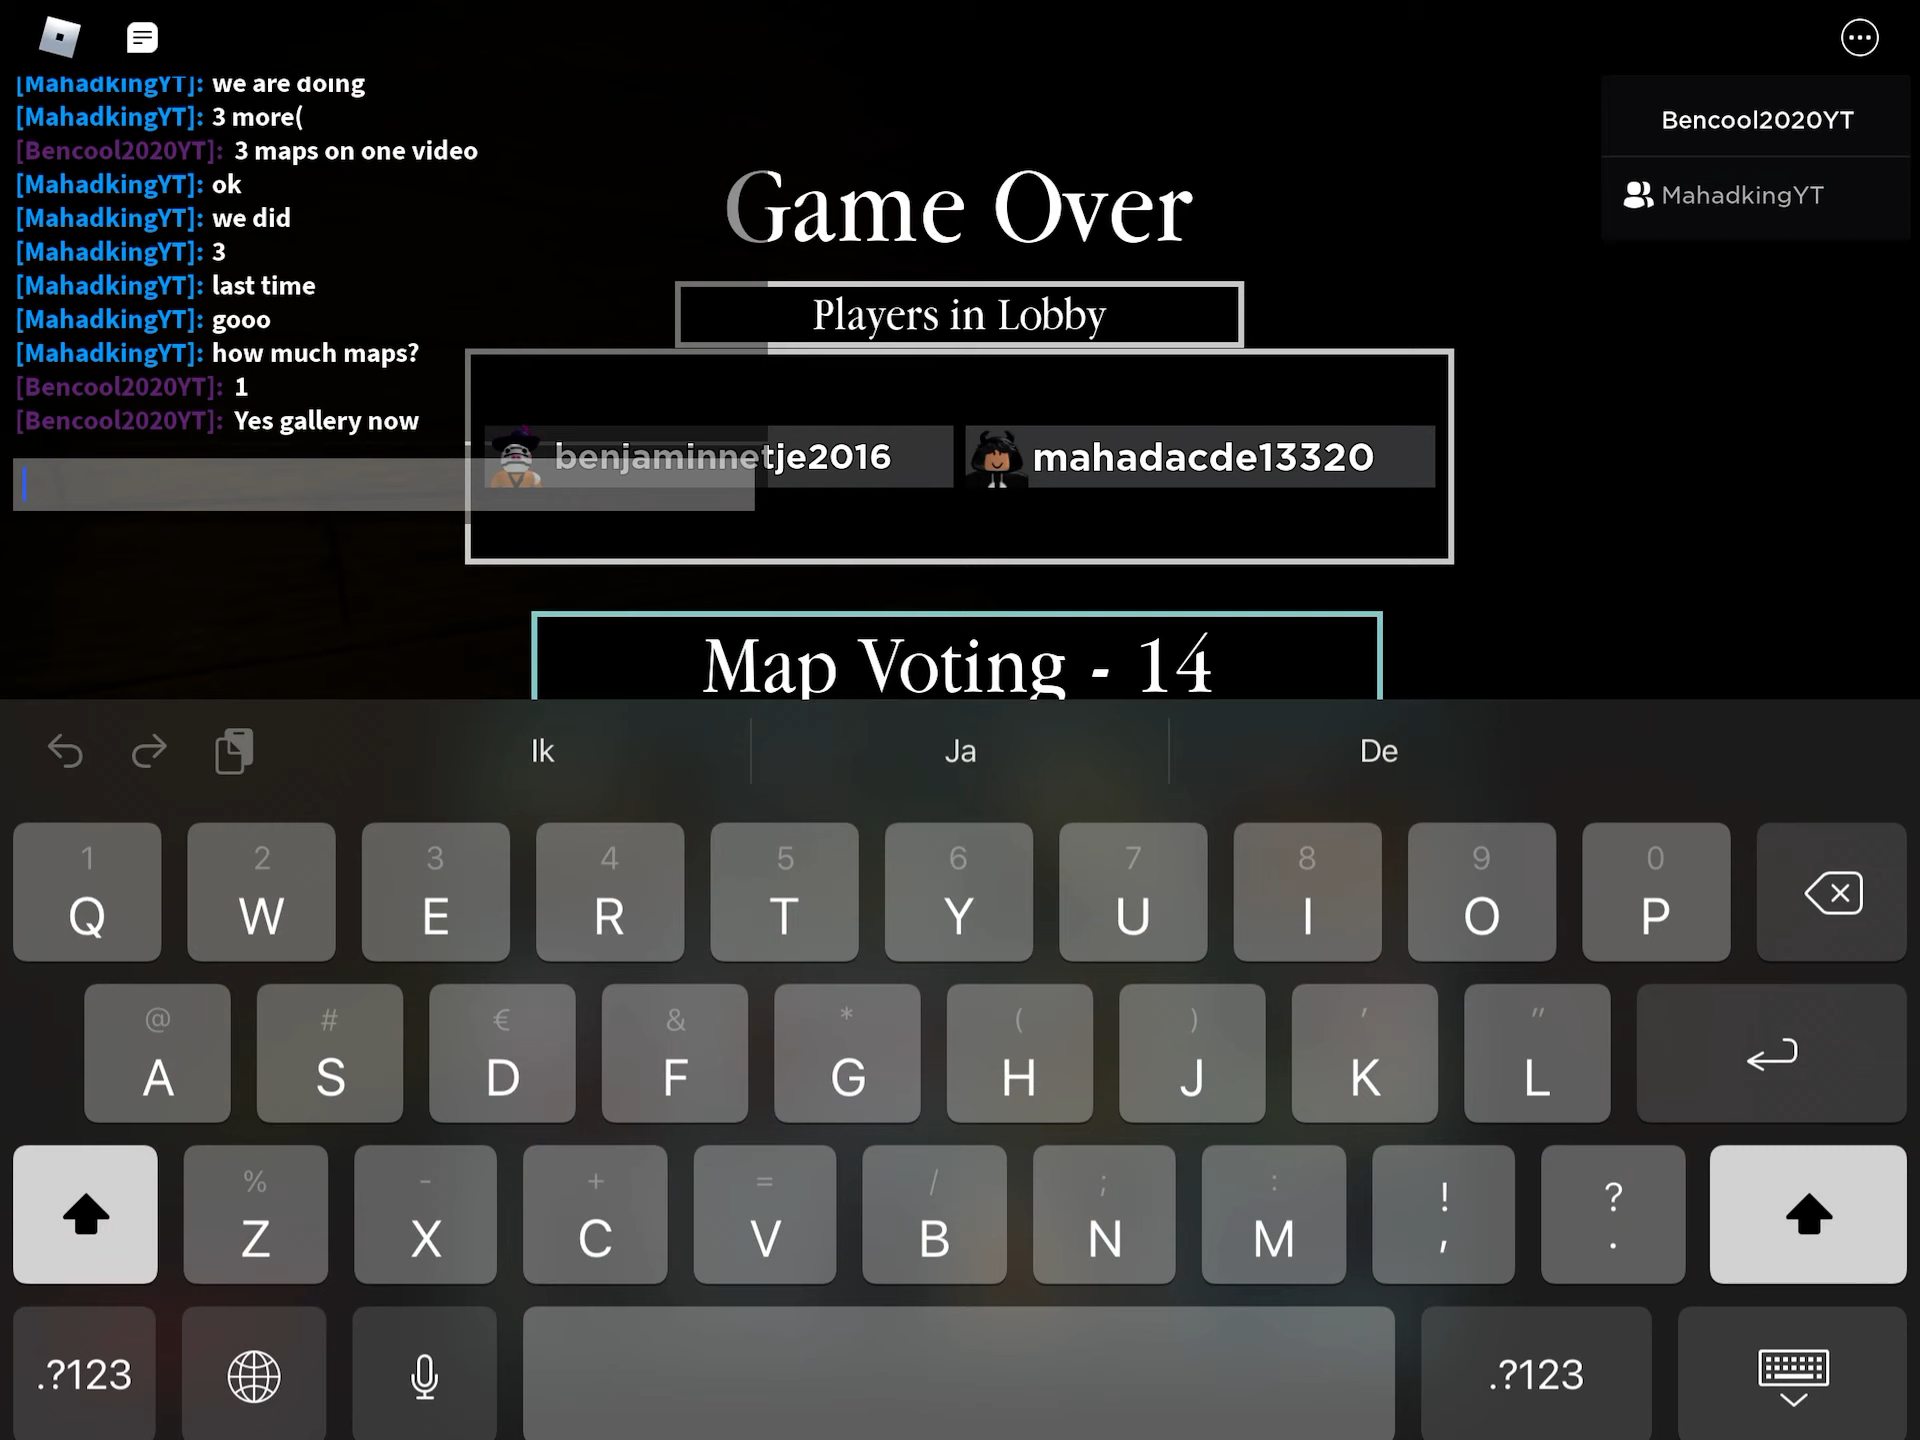 [MahadkingYT]: we are doing
[MahadkingYT]: 3 more(
[Bencool2020YT]: 3 maps on one video
[MahadkingYT]: ok
[MahadkingYT]: we did
[MahadkingYT]: 3
[MahadkingYT]: last time
[MahadkingYT]: gooo
[MahadkingYT]: how much maps?
[Bencool2020YT]: 1
[Bencool2020YT]: Yes gallery now
Bencool2020YT
MahadkingYT
Game Over
Players in Lobby
benjaminnetje2016 mahadacde13320
Map Voting - 14
Ik Ja De
1 2 3 4 5 6 7 8 9 0
Q W E R T Y U I O P
@ # € & * ( ) ' "
A S D F G H J K L
% - + = / ; : ! ?
Z X C V B N M , .
.?123 .?123